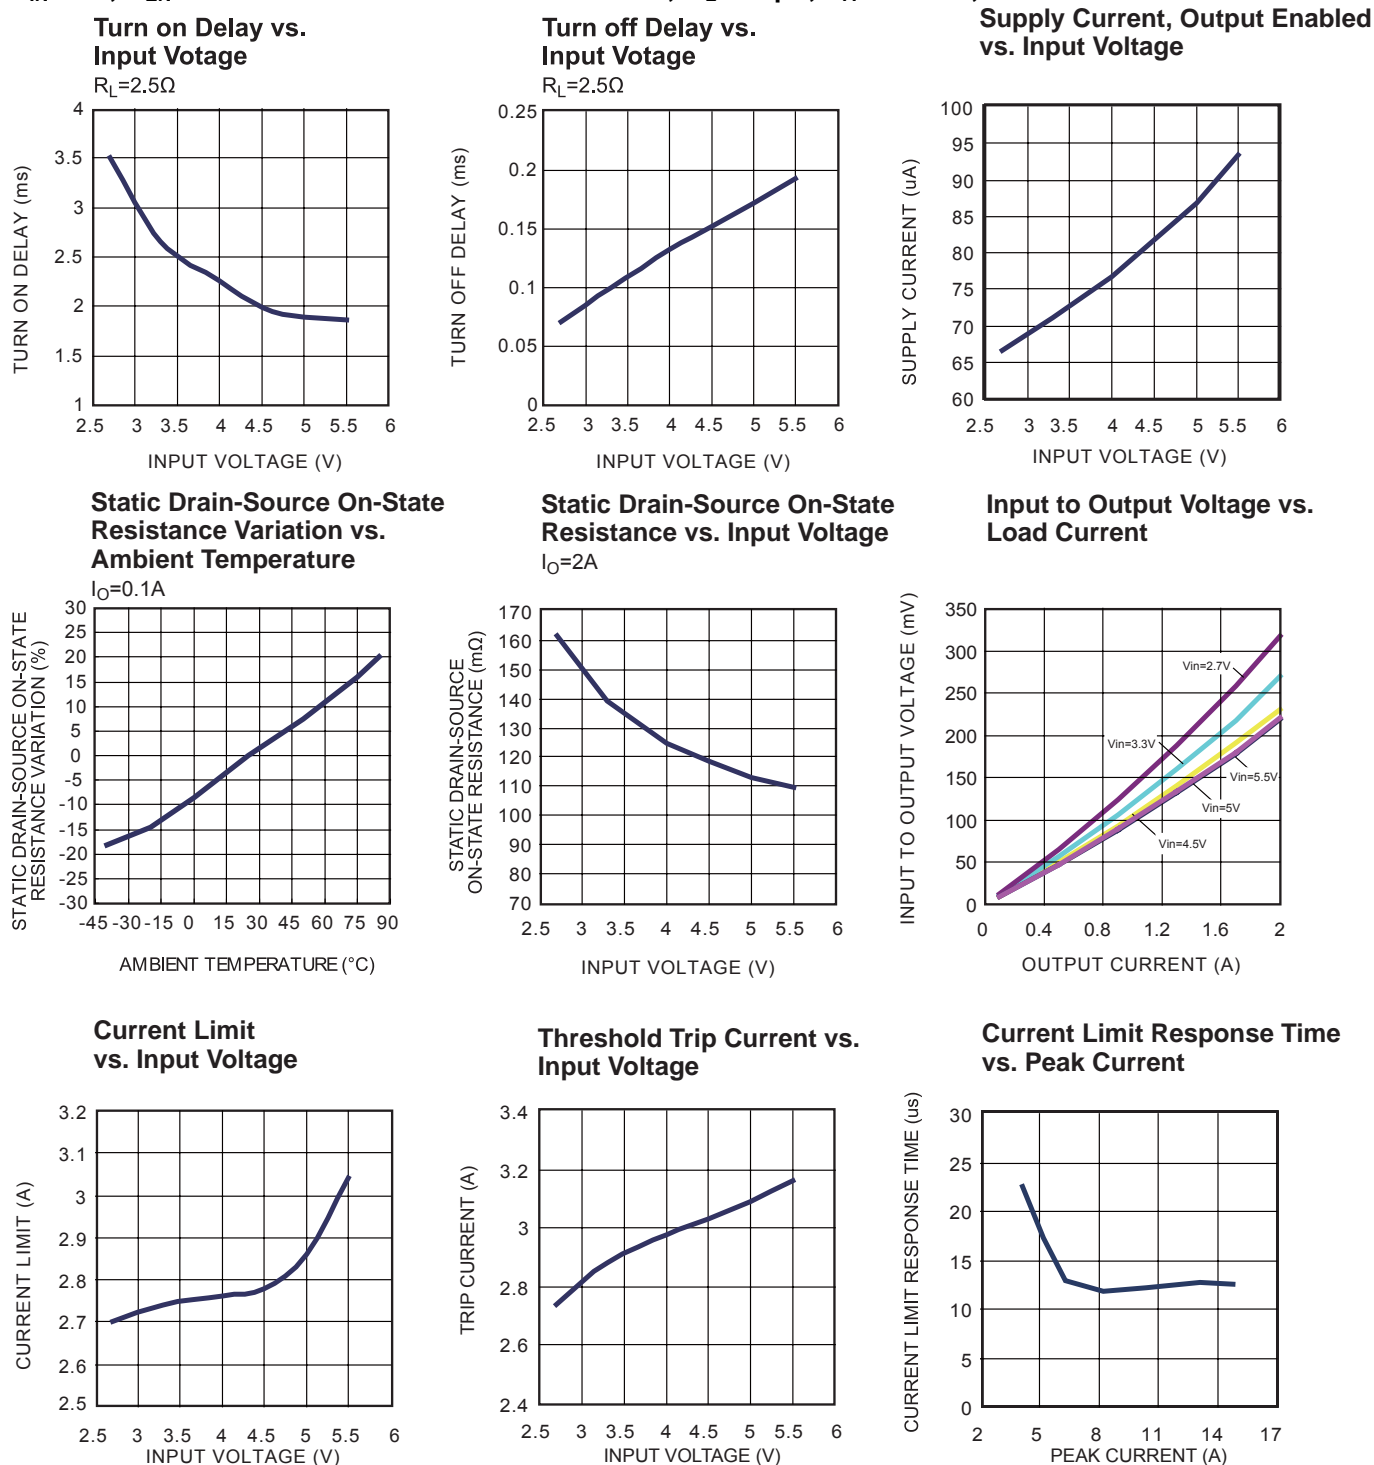 Turn on Delay vs.
Input Votage
RL=2.5Ω
4
3.5
3
2.5
2
1.5
1
2.5 3 3.5 4 4.5 5 5.5 6
TURN ON DELAY (ms)
INPUT VOLTAGE (V)
Turn off Delay vs.
Input Votage
RL=2.5Ω
0.25
0.2
0.15
0.1
0.05
0
2.5 3 3.5 4 4.5 5 5.5 6
TURN OFF DELAY (ms)
INPUT VOLTAGE (V)
Supply Current, Output Enabled
vs. Input Voltage
100
95
90
85
80
75
70
65
60
2.5 3 3.5 4 4.5 5 5.5 6
SUPPLY CURRENT (uA)
INPUT VOLTAGE (V)
Static Drain-Source On-State
Resistance Variation vs.
Ambient Temperature
IO=0.1A
30
25
20
15
10
5
0
-5
-10
-15
-20
-25
-30
-45 -30 -15 0 15 30 45 60 75 90
STATIC DRAIN-SOURCE ON-STATE
RESISTANCE VARIATION (%)
AMBIENT TEMPERATURE (°C)
Static Drain-Source On-State
Resistance vs. Input Voltage
IO=2A
170
160
150
140
130
120
110
100
90
80
70
2.5 3 3.5 4 4.5 5 5.5 6
STATIC DRAIN-SOURCE
ON-STATE RESISTANCE (mΩ)
INPUT VOLTAGE (V)
Input to Output Voltage vs.
Load Current
350
300
250
200
150
100
50
0
0 0.4 0.8 1.2 1.6 2
Vin=2.7V
Vin=3.3V
Vin=5.5V
Vin=5V
Vin=4.5V
INPUT TO OUTPUT VOLTAGE (mV)
OUTPUT CURRENT (A)
Current Limit
vs. Input Voltage
3.2
3.1
3
2.9
2.8
2.7
2.6
2.5
2.5 3 3.5 4 4.5 5 5.5 6
CURRENT LIMIT (A)
INPUT VOLTAGE (V)
Threshold Trip Current vs.
Input Voltage
3.4
3.2
3
2.8
2.6
2.4
2.5 3 3.5 4 4.5 5 5.5 6
TRIP CURRENT (A)
INPUT VOLTAGE (V)
Current Limit Response Time
vs. Peak Current
30
25
20
15
10
5
0
2 5 8 11 14 17
CURRENT LIMIT RESPONSE TIME (us)
PEAK CURRENT (A)